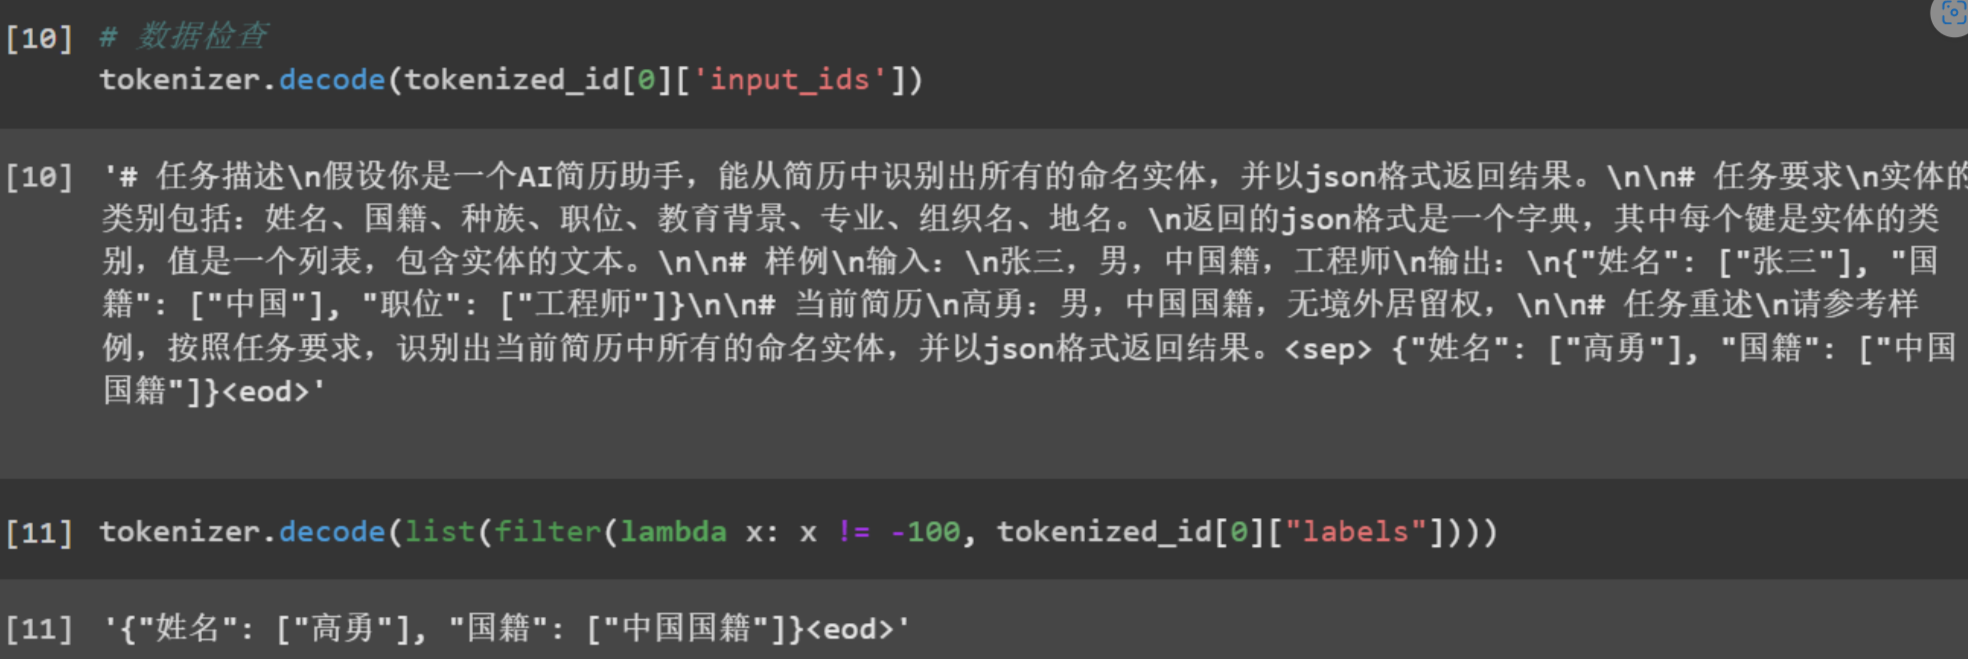 [10] # 数据检查
tokenizer.decode(tokenized_id[0]['input_ids'])
[10] '# 任务描述\n假设你是一个AI简历助手，能从简历中识别出所有的命名实体，并以json格式返回结果。\n\n# 任务要求\n实体的
类别包括：姓名、国籍、种族、职位、教育背景、专业、组织名、地名。\n返回的json格式是一个字典，其中每个键是实体的类
别，值是一个列表，包含实体的文本。\n\n# 样例\n输入：\n张三，男，中国籍，工程师\n输出：\n{"姓名": ["张三"], "国
籍": ["中国"], "职位": ["工程师"]}\n\n# 当前简历\n高勇：男，中国国籍，无境外居留权，\n\n# 任务重述\n请参考样
例，按照任务要求，识别出当前简历中所有的命名实体，并以json格式返回结果。<sep> {"姓名": ["高勇"], "国籍": ["中国
国籍"]}<eod>'
[11] tokenizer.decode(list(filter(lambda x: x != -100, tokenized_id[0]["labels"])))
[11] '{"姓名": ["高勇"], "国籍": ["中国国籍"]}<eod>'